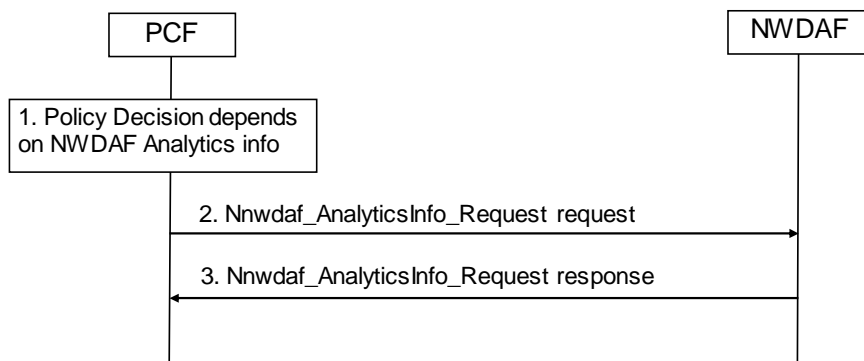 PCF
NWDAF
1. Policy Decision depends
on NWDAF Analytics info
2. Nnwdaf_AnalyticsInfo_Request request
3. Nnwdaf_AnalyticsInfo_Request response